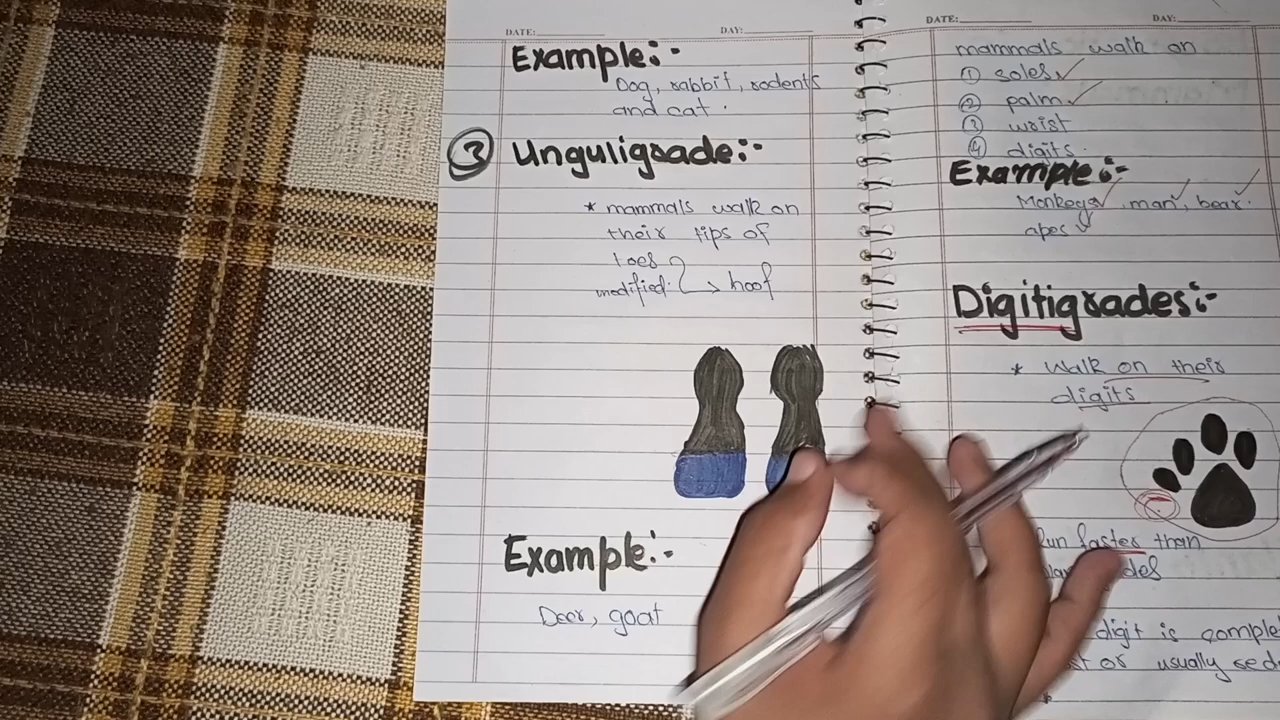 DATE: DAY:
Example:-
Dog, rabbit, rodents
and cat.
3 Unguligrade:-
* mammals walk on
their tips of
toes
modified. → hoof
Example:-
Deer, goat
DATE: DAY:
mammals walk on
① soles ✓
② palm ✓
③ wrist
④ digits.
Example:-
Monkeys, man, bear.
apes
Digitigrades:-
* Walk on their
digits
Run faster than
digit is comple
or usually